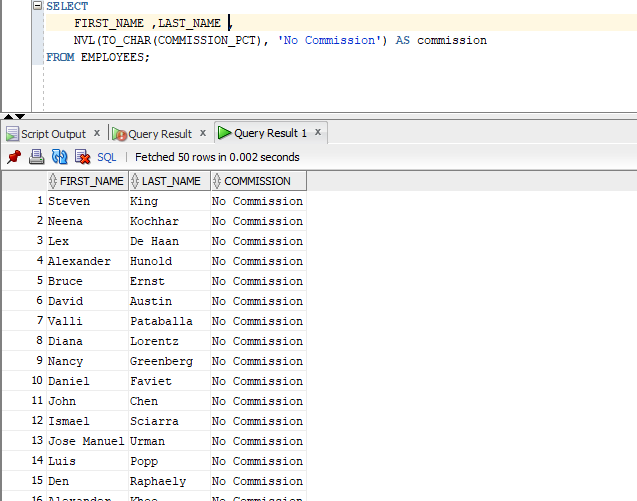 SELECT
FIRST_NAME ,LAST_NAME ,
NVL(TO_CHAR(COMMISSION_PCT), 'No Commission') AS commission
FROM EMPLOYEES;
Script Output x Query Result x Query Result 1 x
SQL | Fetched 50 rows in 0.002 seconds
FIRST_NAME LAST_NAME COMMISSION
1 Steven King No Commission
2 Neena Kochhar No Commission
3 Lex De Haan No Commission
4 Alexander Hunold No Commission
5 Bruce Ernst No Commission
6 David Austin No Commission
7 Valli Pataballa No Commission
8 Diana Lorentz No Commission
9 Nancy Greenberg No Commission
10 Daniel Faviet No Commission
11 John Chen No Commission
12 Ismael Sciarra No Commission
13 Jose Manuel Urman No Commission
14 Luis Popp No Commission
15 Den Raphaely No Commission
16 Alexander Khoo No Commission